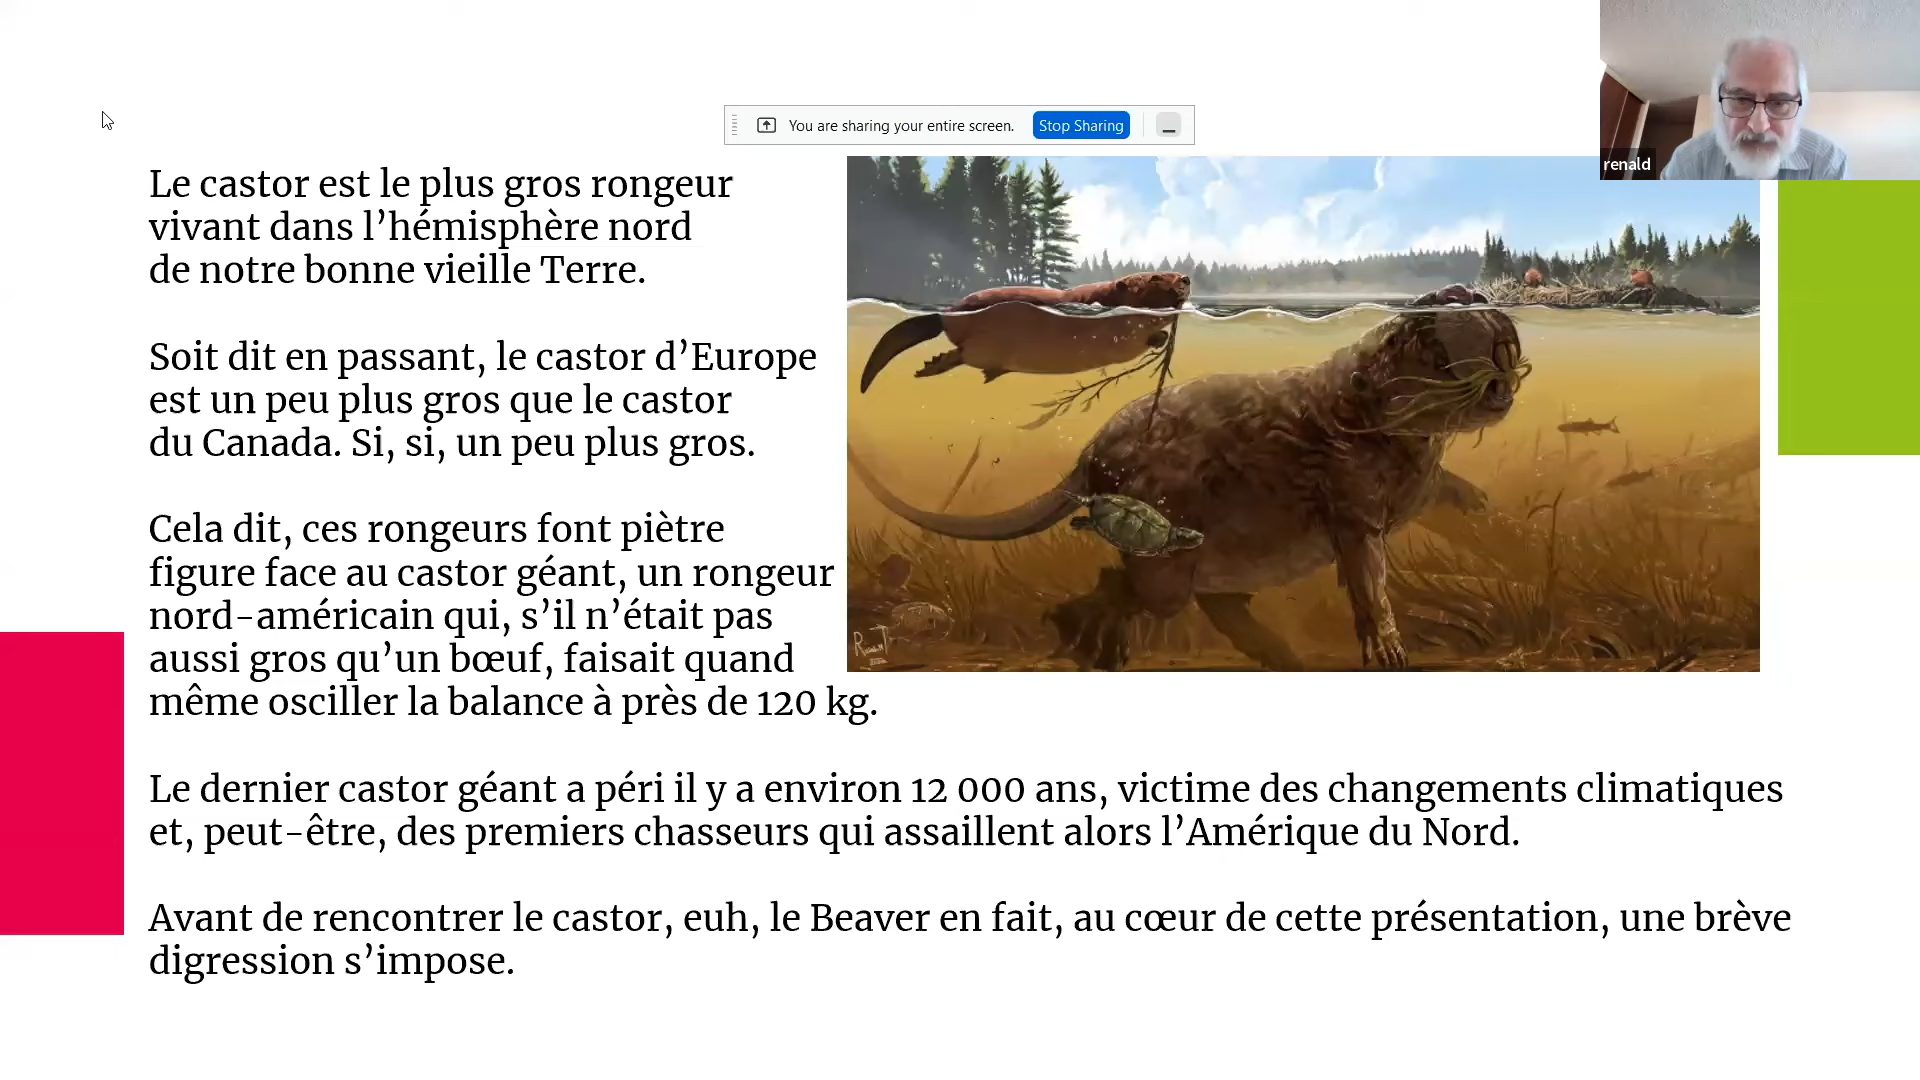 You are sharing your entire screen.
Stop Sharing
renald
Le castor est le plus gros rongeur
vivant dans l’hémisphère nord
de notre bonne vieille Terre.
Soit dit en passant, le castor d’Europe
est un peu plus gros que le castor
du Canada. Si, si, un peu plus gros.
Cela dit, ces rongeurs font piètre
figure face au castor géant, un rongeur
nord-américain qui, s’il n’était pas
aussi gros qu’un bœuf, faisait quand
même osciller la balance à près de 120 kg.
Le dernier castor géant a péri il y a environ 12 000 ans, victime des changements climatiques
et, peut-être, des premiers chasseurs qui assaillent alors l’Amérique du Nord.
Avant de rencontrer le castor, euh, le Beaver en fait, au cœur de cette présentation, une brève
digression s’impose.